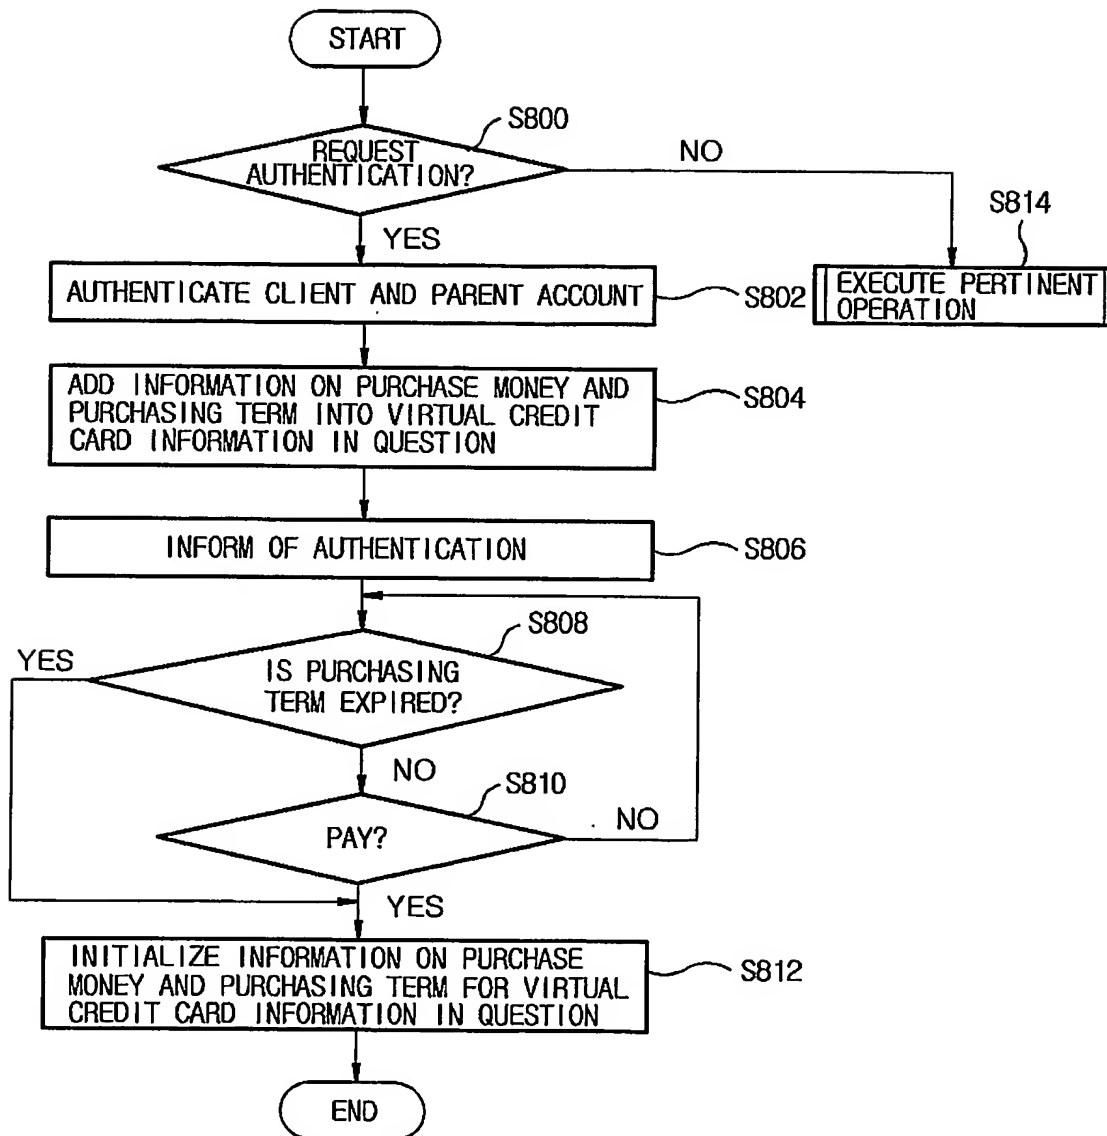 START
S800
REQUEST
AUTHENTICATION?
NO
S814
YES
AUTHENTICATE CLIENT AND PARENT ACCOUNT
S802
EXECUTE PERTINENT
OPERATION
ADD INFORMATION ON PURCHASE MONEY AND
PURCHASING TERM INTO VIRTUAL CREDIT
CARD INFORMATION IN QUESTION
S804
INFORM OF AUTHENTICATION
S806
S808
YES
IS PURCHASING
TERM EXPIRED?
NO
S810
PAY?
NO
YES
INITIALIZE INFORMATION ON PURCHASE
MONEY AND PURCHASING TERM FOR VIRTUAL
CREDIT CARD INFORMATION IN QUESTION
S812
END